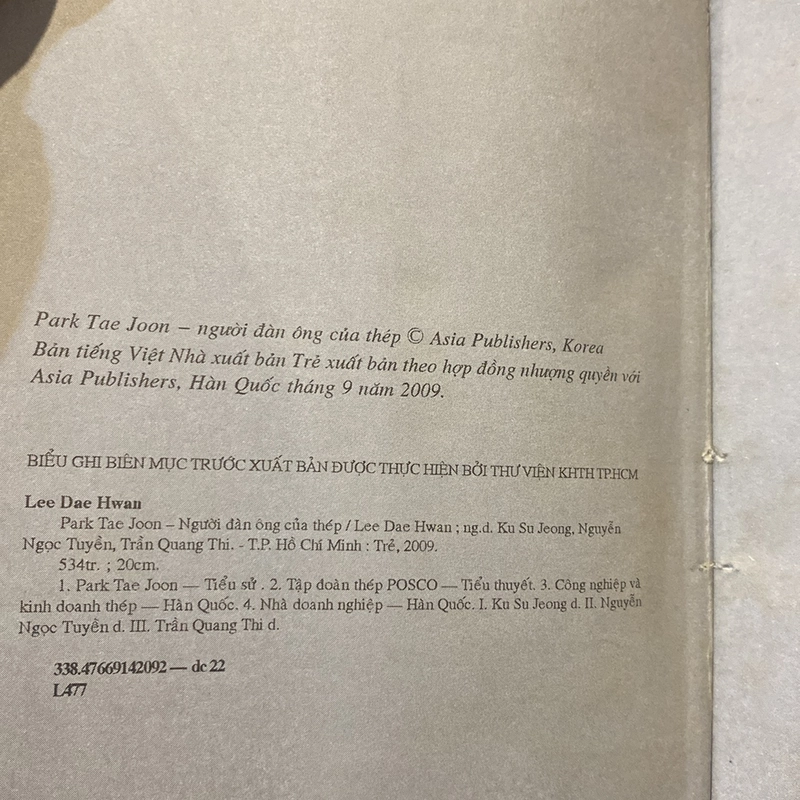 Park Tae Joon – người đàn ông của thép © Asia Publishers, Korea
Bản tiếng Việt Nhà xuất bản Trẻ xuất bản theo hợp đồng nhượng quyền với
Asia Publishers, Hàn Quốc tháng 9 năm 2009.
BIỂU GHI BIÊN MỤC TRƯỚC XUẤT BẢN ĐƯỢC THỰC HIỆN BỞI THƯ VIỆN KHTH TP.HCM
Lee Dae Hwan
Park Tae Joon – Người đàn ông của thép / Lee Dae Hwan ; ng.d. Ku Su Jeong, Nguyễn
Ngọc Tuyền, Trần Quang Thi. - T.P. Hồ Chí Minh : Trẻ, 2009.
534tr. ; 20cm.
1. Park Tae Joon — Tiểu sử . 2. Tập đoàn thép POSCO — Tiểu thuyết. 3. Công nghiệp và
kinh doanh thép — Hàn Quốc. 4. Nhà doanh nghiệp — Hàn Quốc. I. Ku Su Jeong d. II. Nguyễn
Ngọc Tuyền d. III. Trần Quang Thi d.
338.47669142092 — dc 22
L477